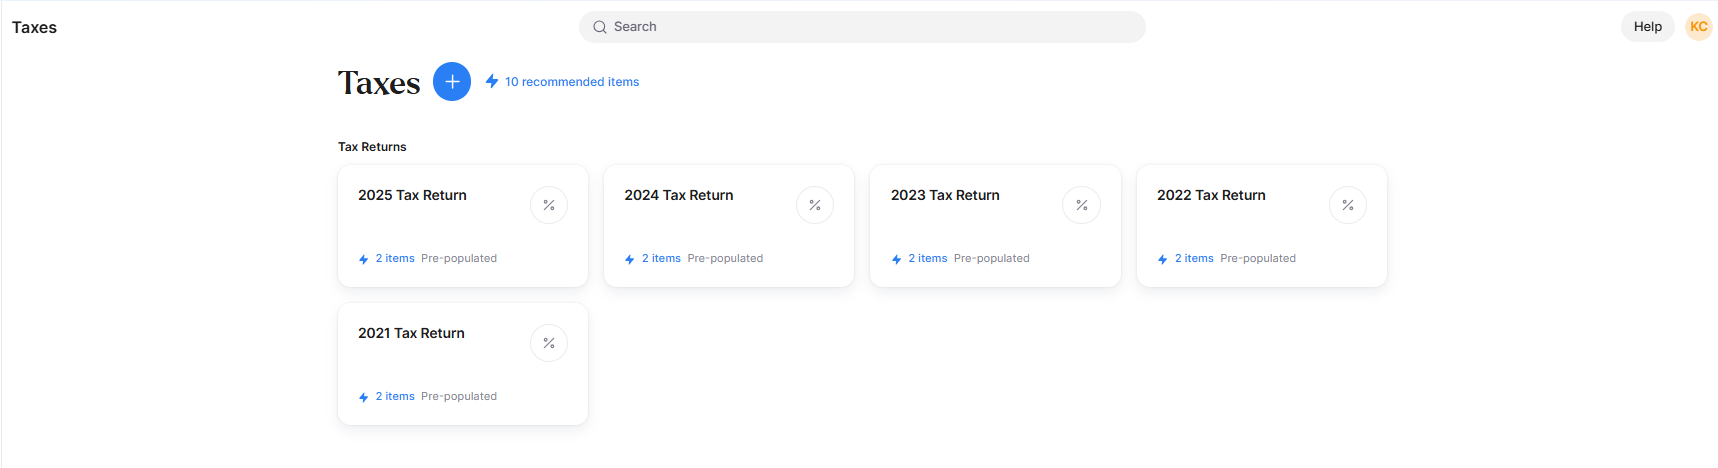 Taxes
Search
Help
KC
Taxes
10 recommended items
Tax Returns
2025 Tax Return
%
2 items Pre-populated
2024 Tax Return
%
2 items Pre-populated
2023 Tax Return
%
2 items Pre-populated
2022 Tax Return
%
2 items Pre-populated
2021 Tax Return
%
2 items Pre-populated